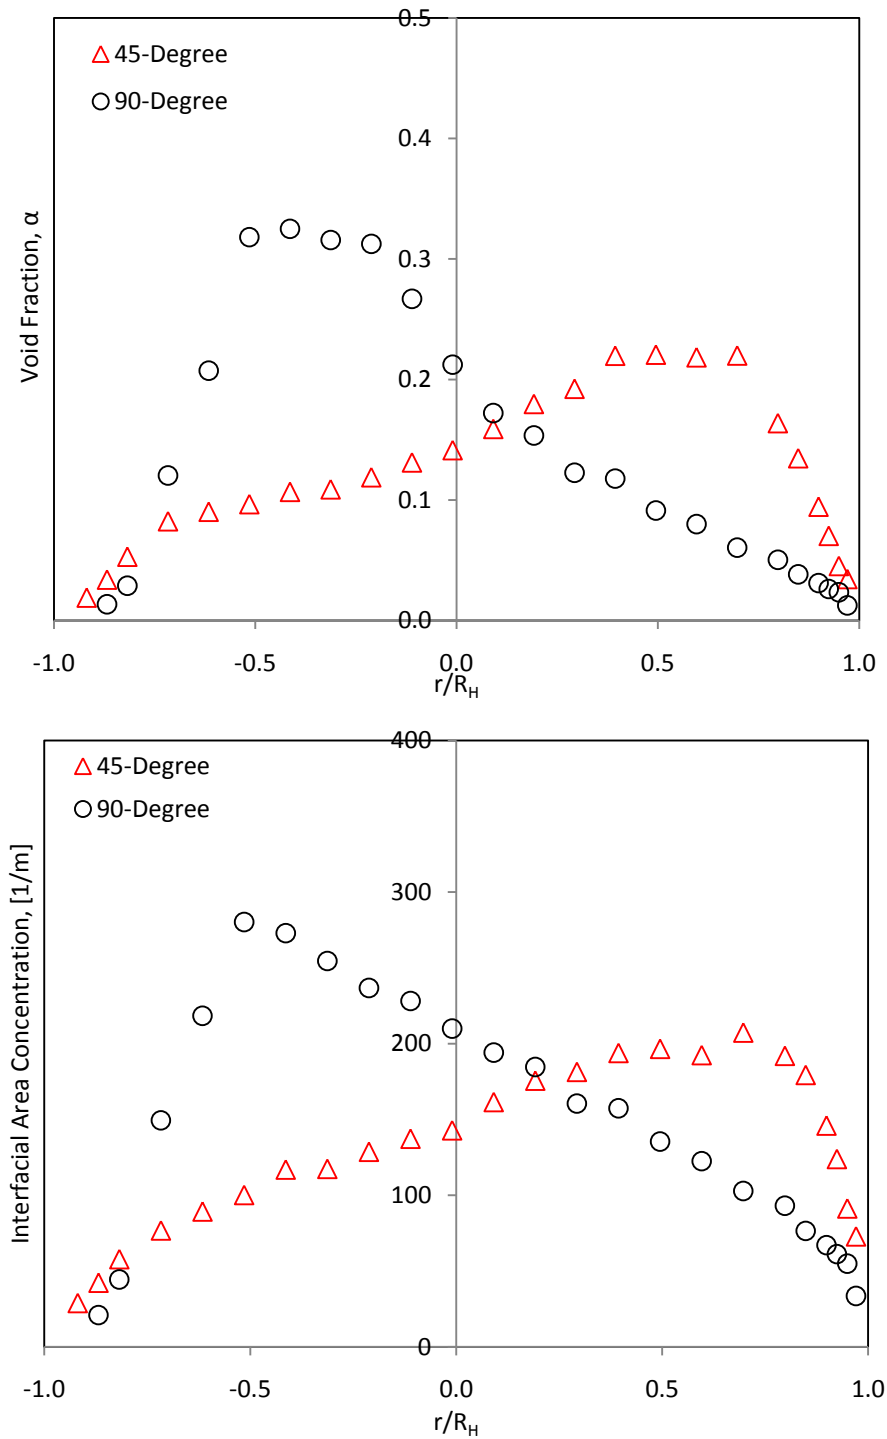 0.5
45-Degree
90-Degree
0.4
0.3
Void Fraction, α
0.2
0.1
0.0
-1.0 -0.5 0.0 0.5 1.0
r/R_H
400
45-Degree
90-Degree
300
Interfacial Area Concentration, [1/m]
200
100
0
-1.0 -0.5 0.0 0.5 1.0
r/R_H